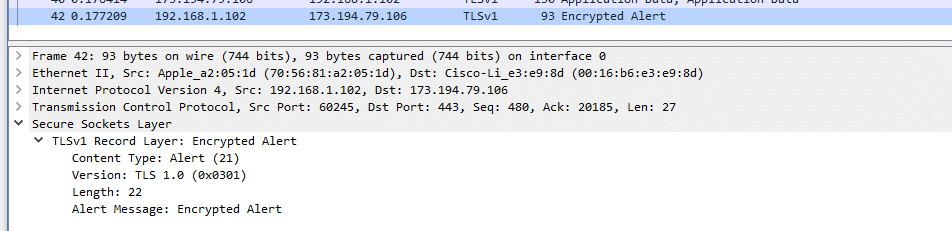 42 0.177209 192.168.1.102 173.194.79.106 TLSv1 93 Encrypted Alert
Frame 42: 93 bytes on wire (744 bits), 93 bytes captured (744 bits) on interface 0
Ethernet II, Src: Apple_a2:05:1d (70:56:81:a2:05:1d), Dst: Cisco-Li_e3:e9:8d (00:16:b6:e3:e9:8d)
Internet Protocol Version 4, Src: 192.168.1.102, Dst: 173.194.79.106
Transmission Control Protocol, Src Port: 60245, Dst Port: 443, Seq: 480, Ack: 20185, Len: 27
Secure Sockets Layer
TLSv1 Record Layer: Encrypted Alert
Content Type: Alert (21)
Version: TLS 1.0 (0x0301)
Length: 22
Alert Message: Encrypted Alert